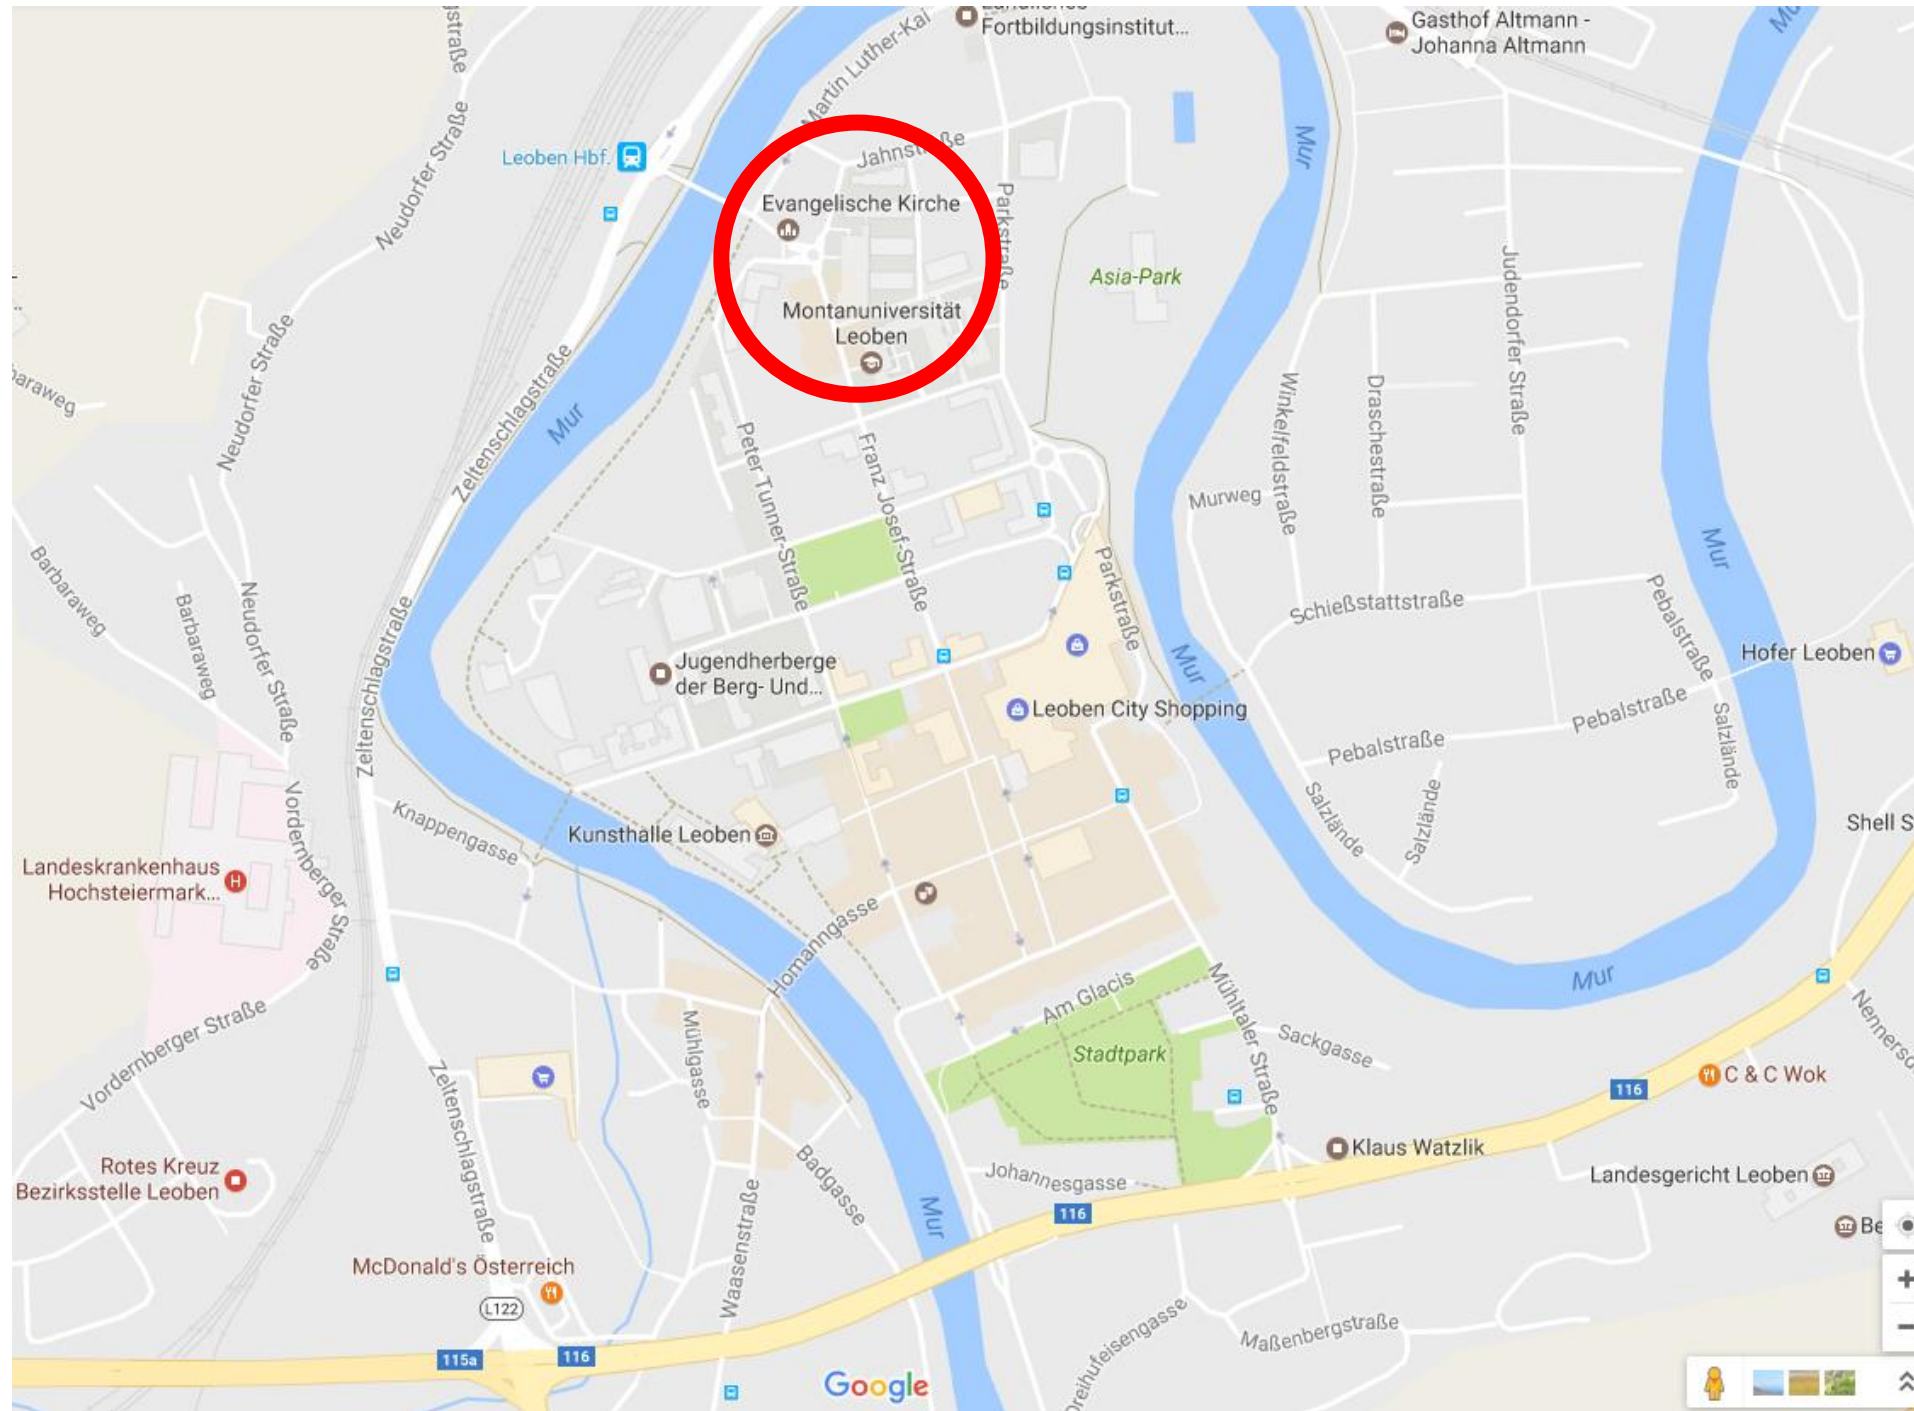 Fortbildungsinstitut...
Gasthof Altmann -
Johanna Altmann
Martin Luther-Kai
Neudorfer Straße
Leoben Hbf.
Jahnstraße
Evangelische Kirche
Parkstraße
Mur
Montanuniversität
Leoben
Asia-Park
Judendorfer Straße
Neudorfer Straße
Zeltenschlagstraße
Mur
Peter Tunner-Straße
Franz Josef-Straße
Murweg
Winkelfeldstraße
Draschestraße
Mur
Barbaraweg
Barbaraweg
Neudorfer Straße
Zeltenschlagstraße
Parkstraße
Schießstattstraße
Pebalstraße
Hofer Leoben
Jugendherberge
der Berg- Und...
Mur
Leoben City Shopping
Pebalstraße
Pebalstraße
Salzlände
Salzlände
Salzlände
Knappengasse
Kunsthalle Leoben
Vordernberger Straße
Landeskrankenhaus
Hochsteiermark...
Shell S
Homanngasse
Vordernberger Straße
Mühlgasse
Am Glacis
Stadtpark
Mühltaler Straße
Sackgasse
Mur
C & C Wok
116
Zeltenschlagstraße
Rotes Kreuz
Bezirksstelle Leoben
Badgasse
Waasenstraße
Mur
Johannesgasse
116
Klaus Watzlik
Landesgericht Leoben
Be
McDonald's Österreich
L122
115a
116
Google
Dreihufeisengasse
Maßenbergstraße